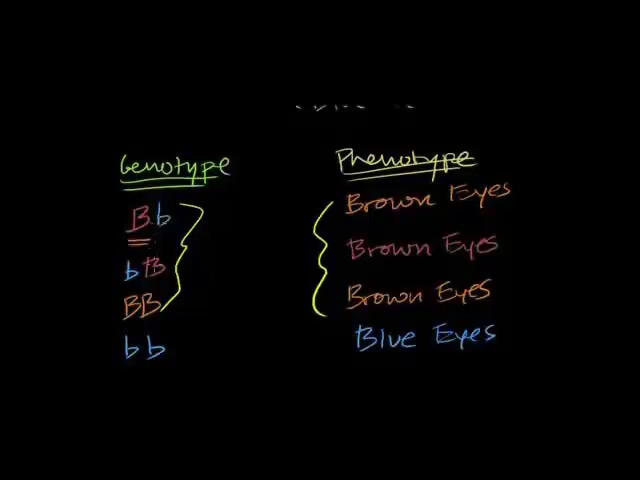 Genotype Phenotype
Bb Brown Eyes
bB Brown Eyes
BB Brown Eyes
bb Blue Eyes